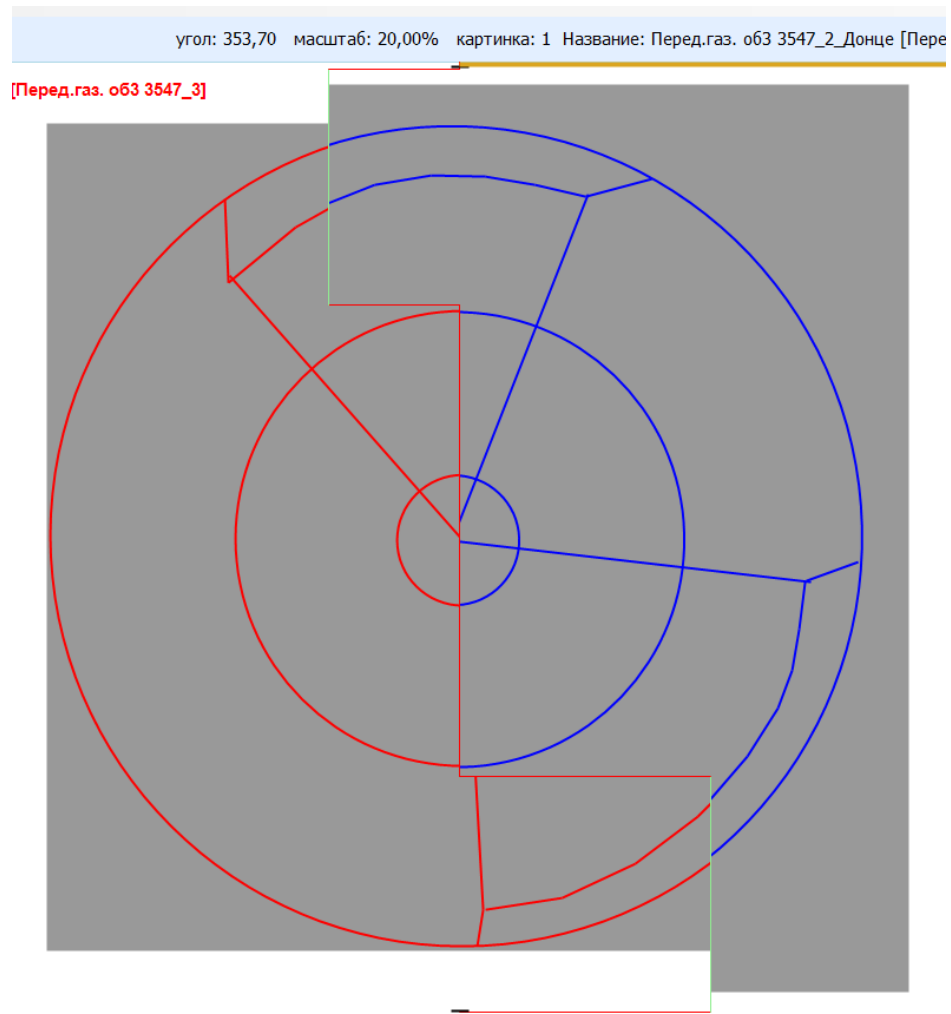 угол: 353,70 масштаб: 20,00% картинка: 1 Название: Перед.газ. об3 3547_2_Донце [Пере
[Перед.газ. об3 3547_3]